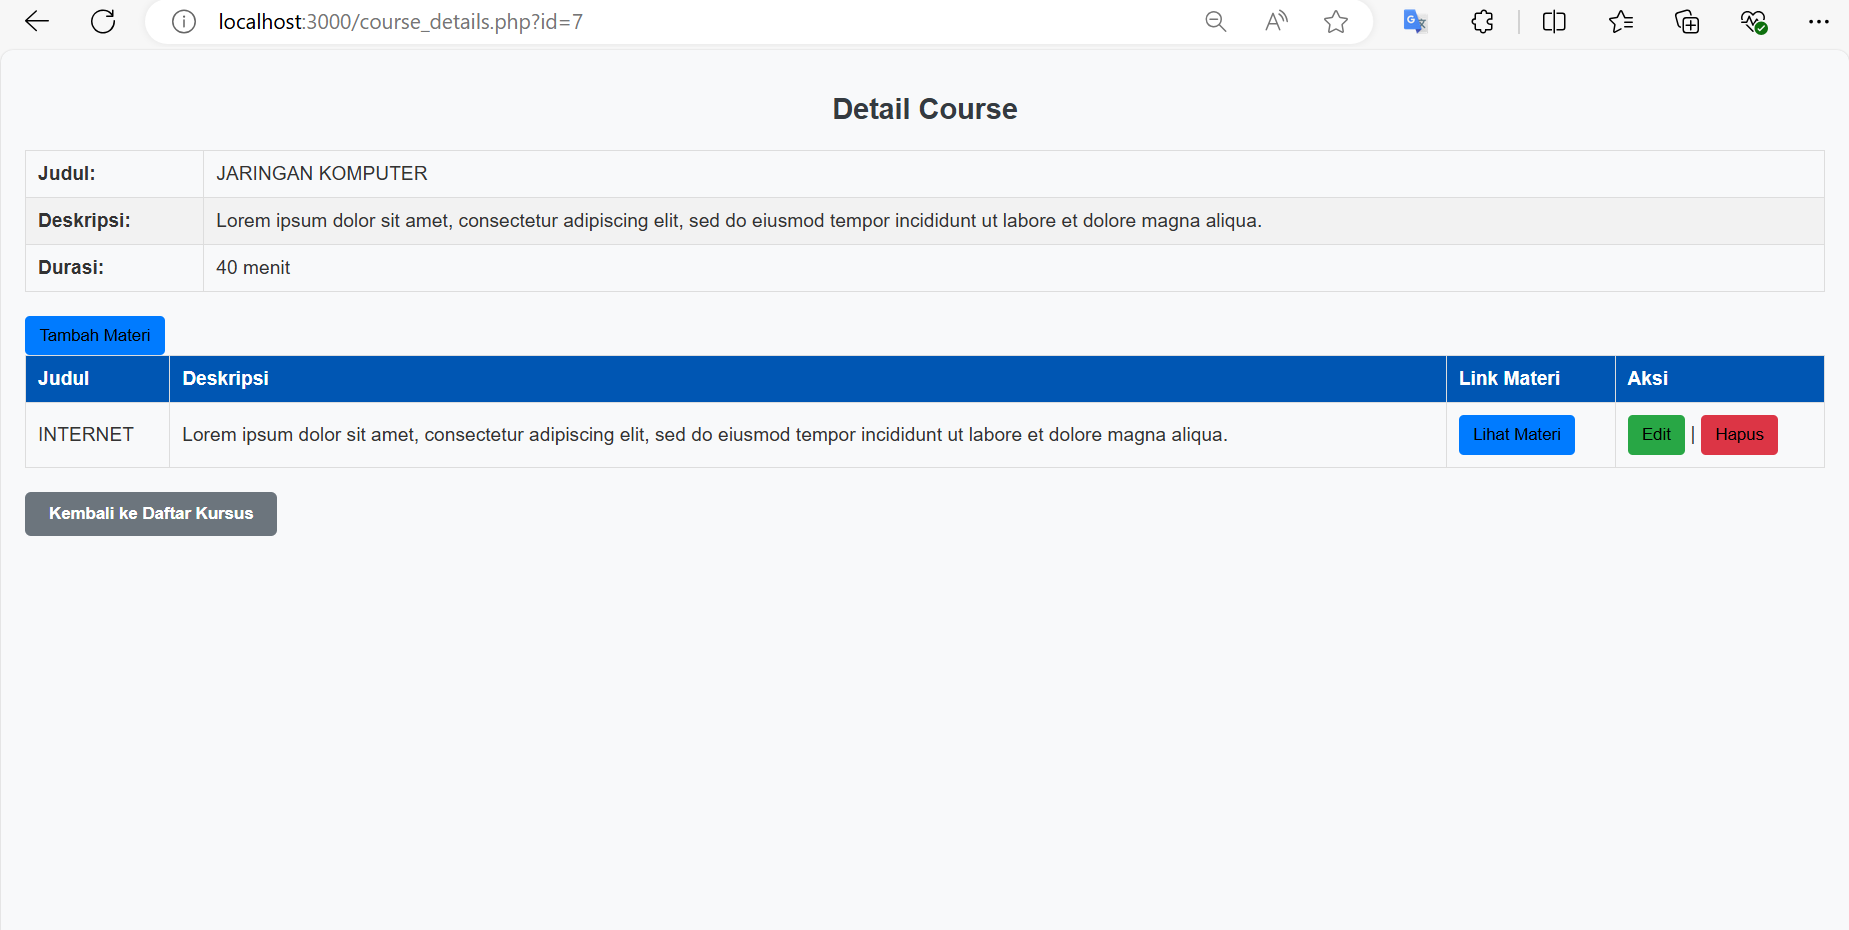 localhost:3000/course_details.php?id=7
Detail Course
Judul: JARINGAN KOMPUTER
Deskripsi: Lorem ipsum dolor sit amet, consectetur adipiscing elit, sed do eiusmod tempor incididunt ut labore et dolore magna aliqua.
Durasi: 40 menit
Tambah Materi
Judul Deskripsi Link Materi Aksi
INTERNET Lorem ipsum dolor sit amet, consectetur adipiscing elit, sed do eiusmod tempor incididunt ut labore et dolore magna aliqua. Lihat Materi Edit | Hapus
Kembali ke Daftar Kursus